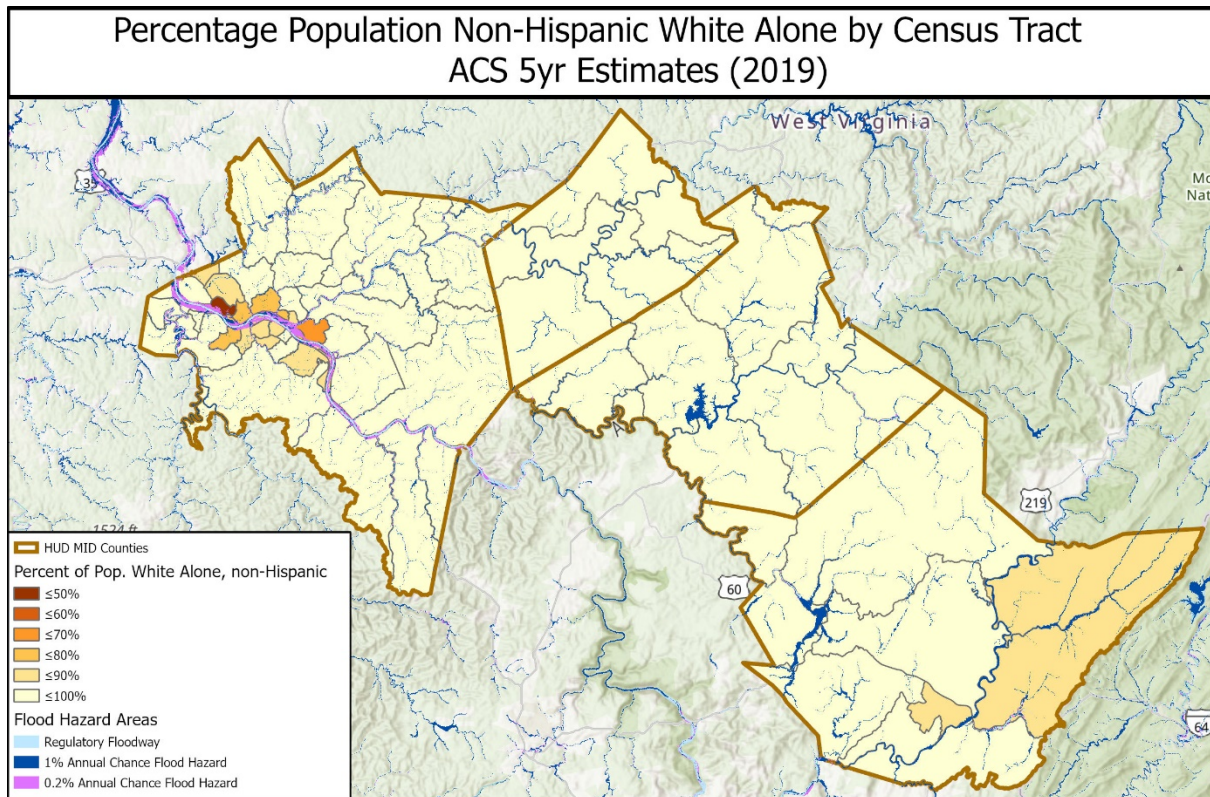 Percentage Population Non-Hispanic White Alone by Census Tract
ACS 5yr Estimates (2019)
West Virginia
35
Mo
Nat
219
1524 ft
60
64
HUD MID Counties
Percent of Pop. White Alone, non-Hispanic
≤50%
≤60%
≤70%
≤80%
≤90%
≤100%
Flood Hazard Areas
Regulatory Floodway
1% Annual Chance Flood Hazard
0.2% Annual Chance Flood Hazard